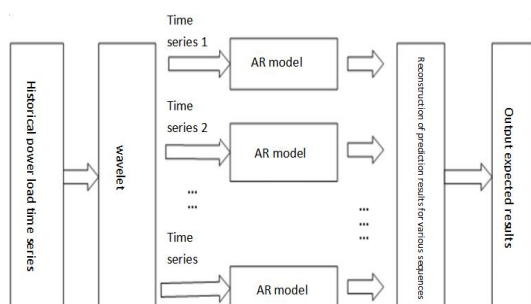 Historical power load time series
wavelet
Time
series 1
AR model
Time
series 2
AR model
...
...
Time
series
AR model
...
...
...
Reconstruction of prediction results for various sequences
Output expected results